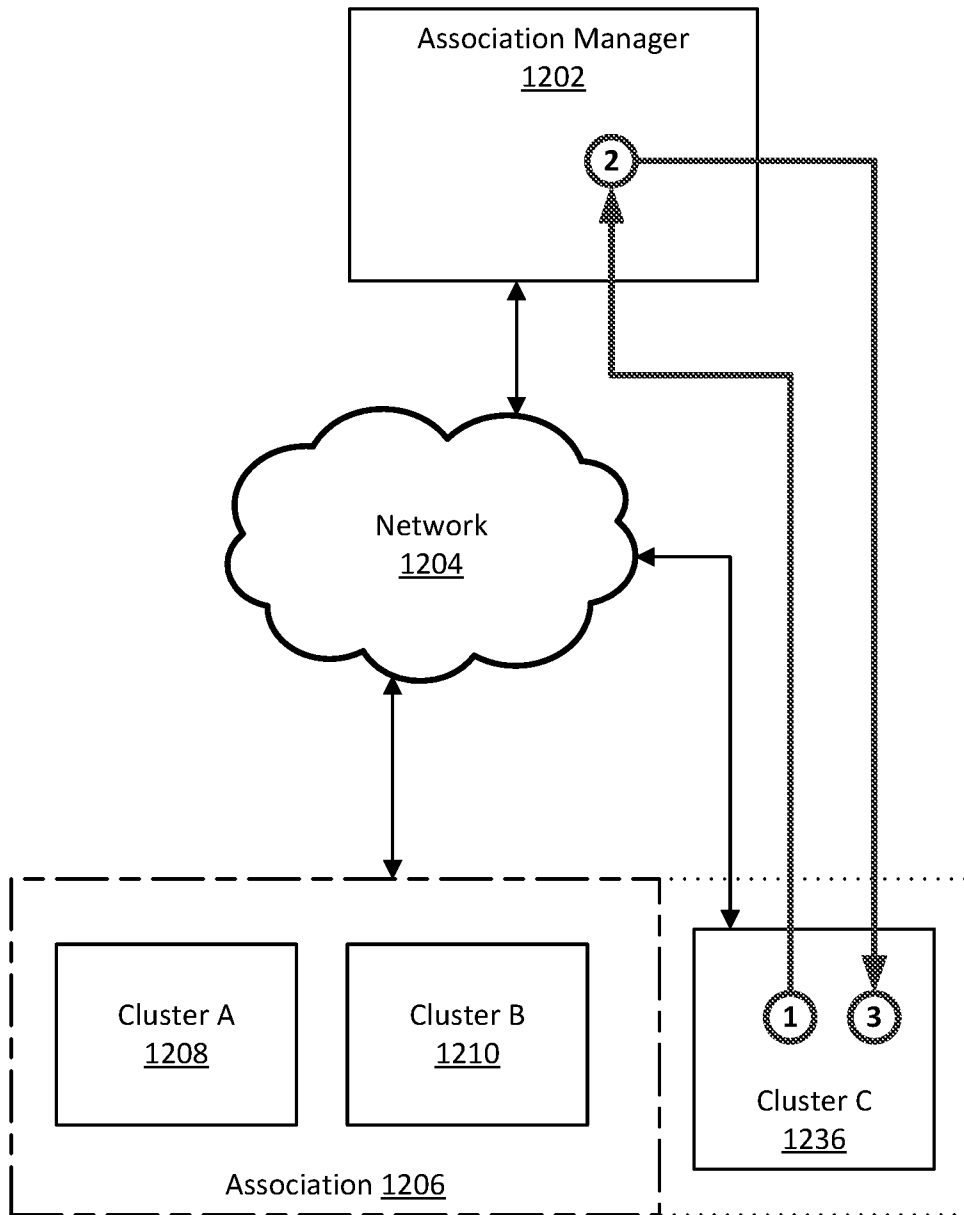 Association Manager
1202
2
Network
1204
Cluster A
1208
Cluster B
1210
1
3
Cluster C
1236
Association 1206